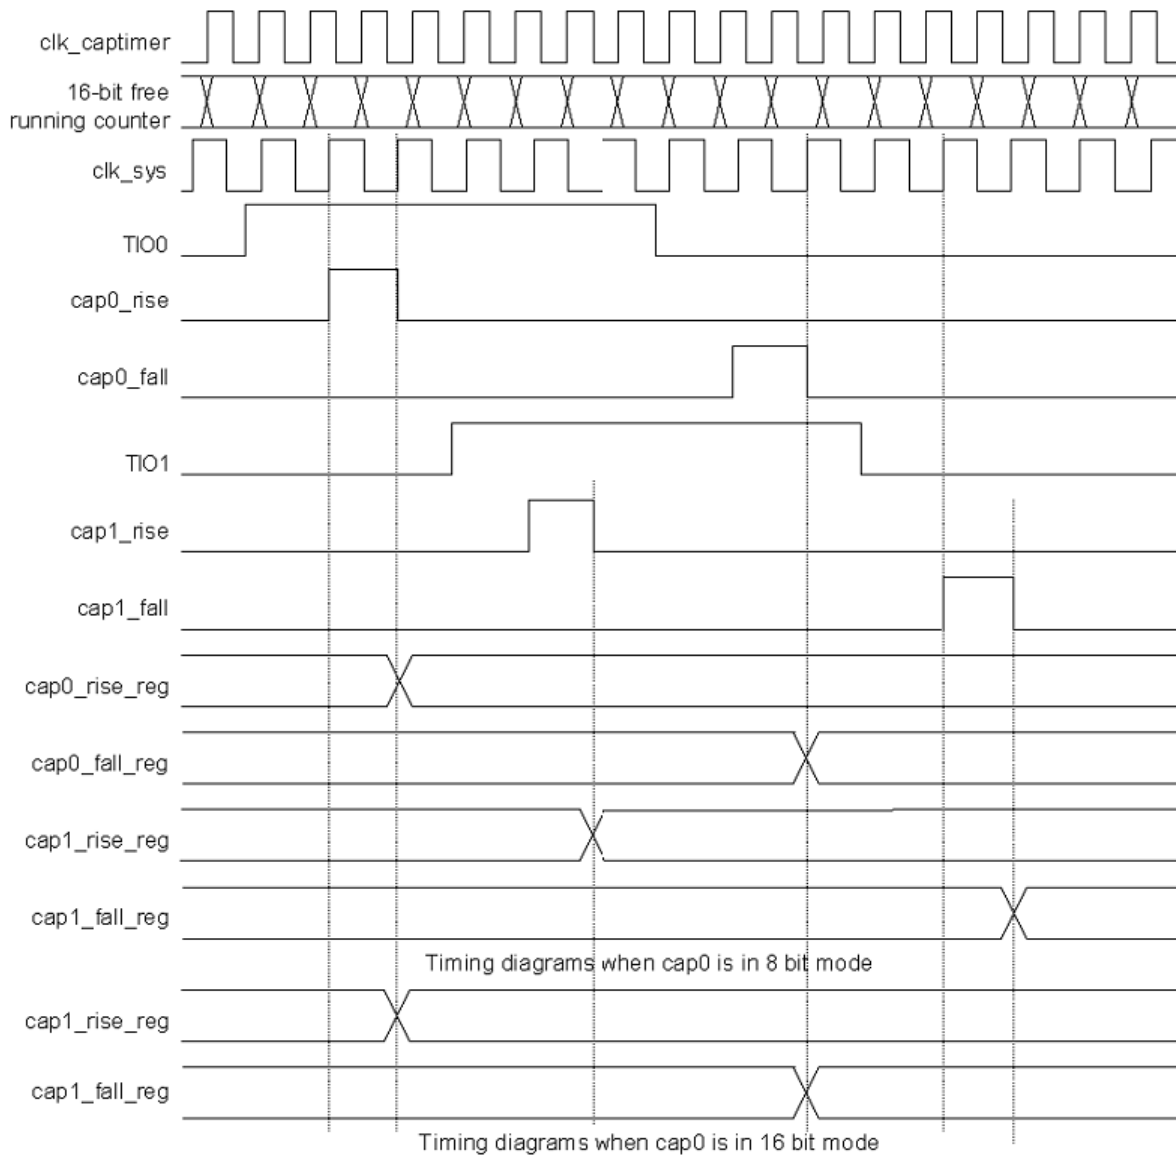 clk_captimer
16-bit free
running counter
clk_sys
TIO0
cap0_rise
cap0_fall
TIO1
cap1_rise
cap1_fall
cap0_rise_reg
cap0_fall_reg
cap1_rise_reg
cap1_fall_reg
Timing diagrams when cap0 is in 8 bit mode
cap1_rise_reg
cap1_fall_reg
Timing diagrams when cap0 is in 16 bit mode